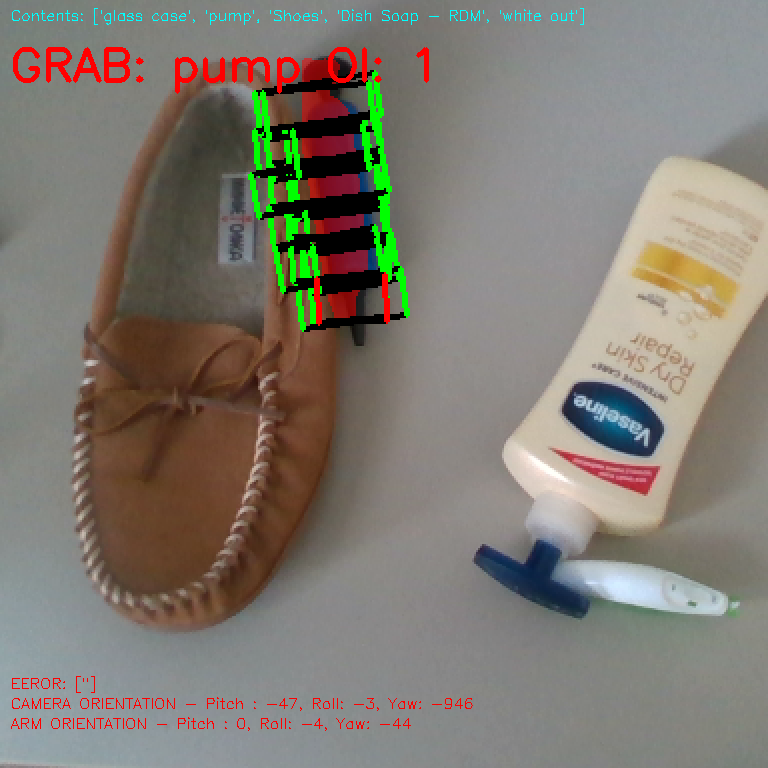 Contents: ['glass case', 'pump', 'Shoes', 'Dish Soap – RDM', 'white out']
GRAB: pump OI: 1
Dry Skin
Repair
INTENSIVE CARE®
Vaseline
EEROR: ['']
CAMERA ORIENTATION – Pitch : –47, Roll: –3, Yaw: –946
ARM ORIENTATION – Pitch : 0, Roll: –4, Yaw: –44